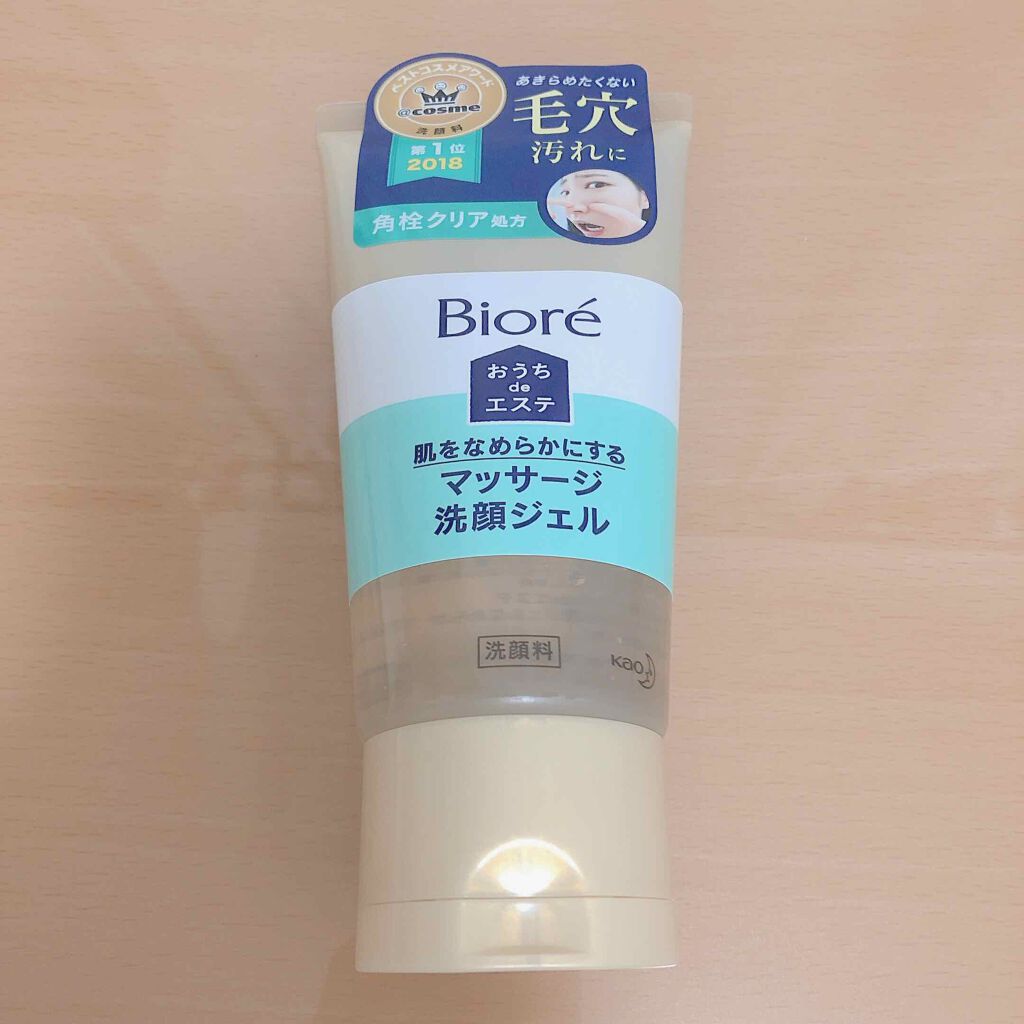 ベストコスメアワード
@cosme
洗顔料
第1位
2018
あきらめたくない
毛穴
汚れに
角栓クリア処方
Bioré
おうち
de
エステ
肌をなめらかにする
マッサージ
洗顔ジェル
洗顔料
Kao